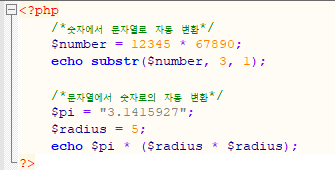 <?php
/*숫자에서 문자열로 자동 변환*/
$number = 12345 * 67890;
echo substr($number, 3, 1);
/*문자열에서 숫자로의 자동 변환*/
$pi = "3.1415927";
$radius = 5;
echo $pi * ($radius * $radius);
?>